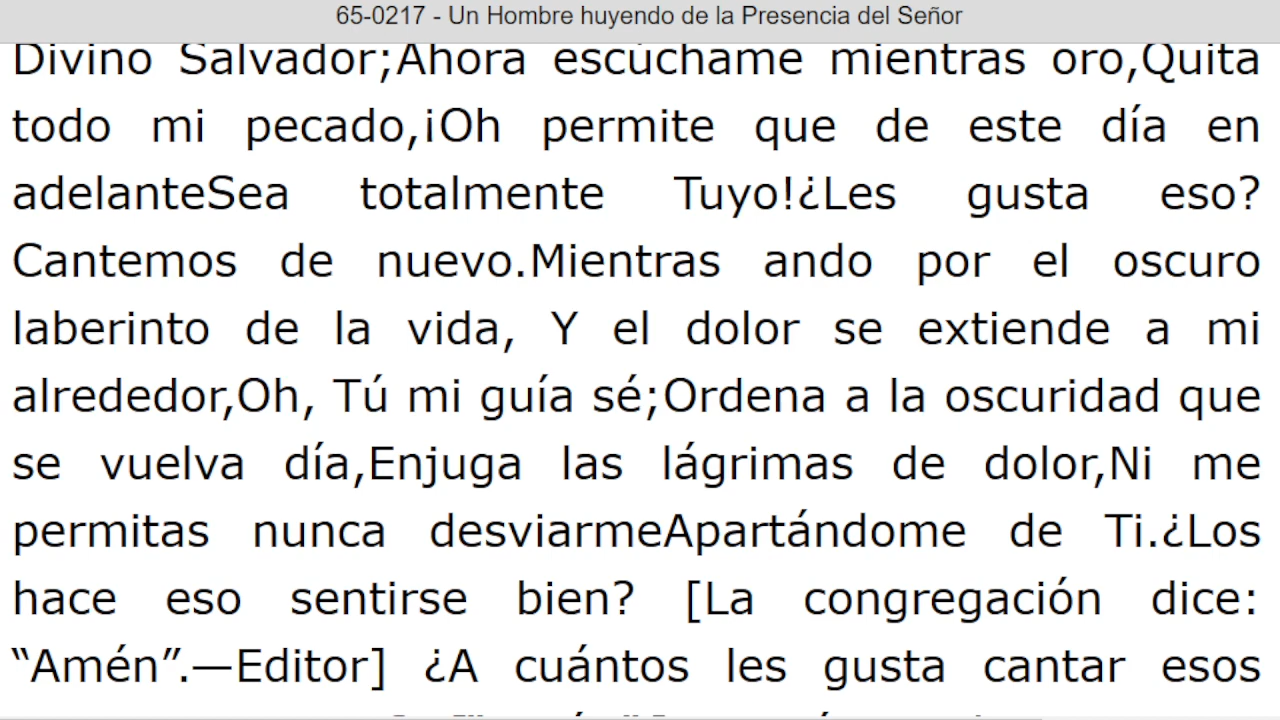 65-0217 - Un Hombre huyendo de la Presencia del Señor
Divino Salvador;Ahora escúchame mientras oro,Quita
todo mi pecado,¡Oh permite que de este día en
adelanteSea totalmente Tuyo!¿Les gusta eso?
Cantemos de nuevo.Mientras ando por el oscuro
laberinto de la vida, Y el dolor se extiende a mi
alrededor,Oh, Tú mi guía sé;Ordena a la oscuridad que
se vuelva día,Enjuga las lágrimas de dolor,Ni me
permitas nunca desviarmeApartándome de Ti.¿Los
hace eso sentirse bien? [La congregación dice:
“Amén”.—Editor] ¿A cuántos les gusta cantar esos